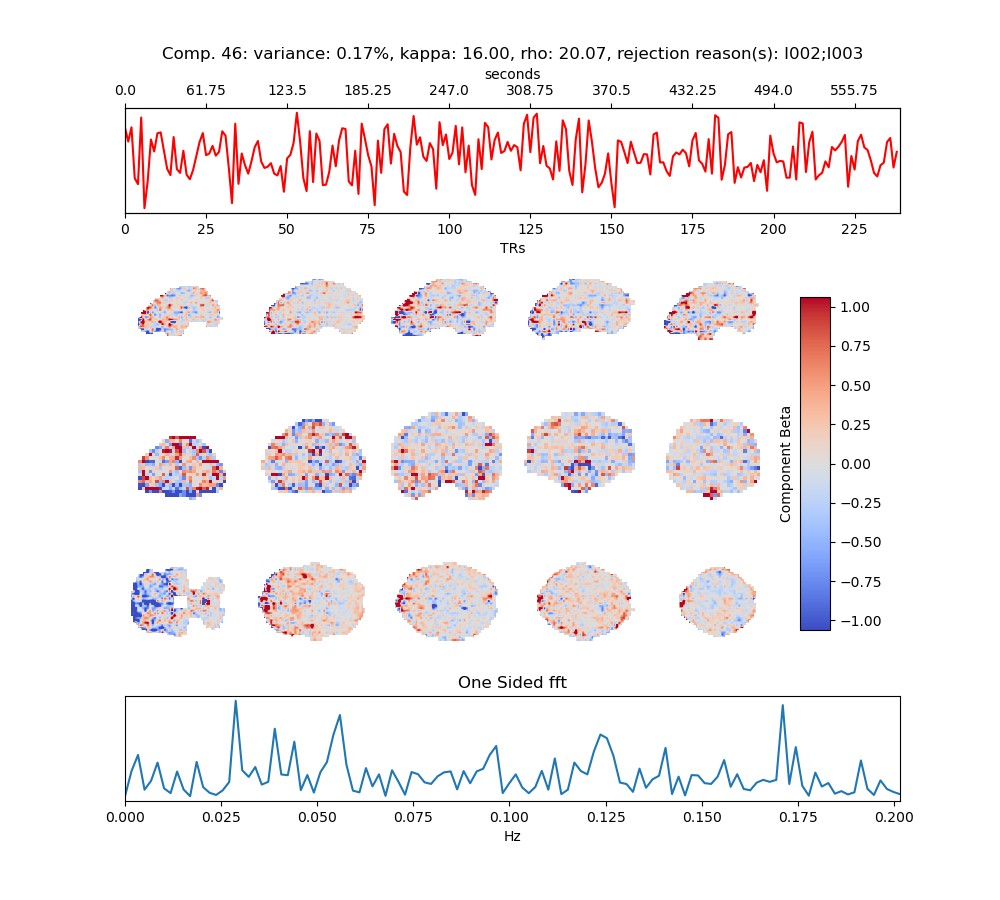 Comp. 46: variance: 0.17%, kappa: 16.00, rho: 20.07, rejection reason(s): I002;I003
seconds
0.0 61.75 123.5 185.25 247.0 308.75 370.5 432.25 494.0 555.75
0 25 50 75 100 125 150 175 200 225
TRs
Component Beta
1.00
0.75
0.50
0.25
0.00
−0.25
−0.50
−0.75
−1.00
One Sided fft
0.000 0.025 0.050 0.075 0.100 0.125 0.150 0.175 0.200
Hz